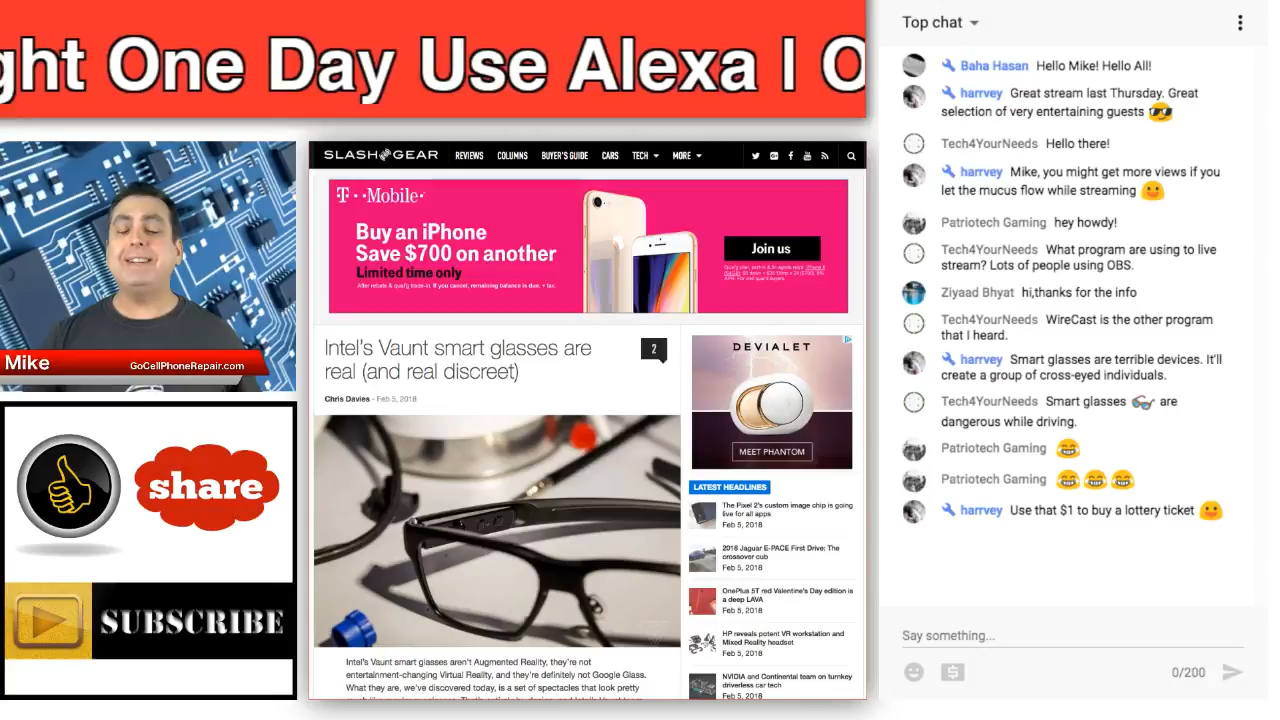 ght One Day Use Alexa | O
Mike
GoCellPhoneRepair.com
share
SUBSCRIBE
SLASHGEAR
REVIEWS COLUMNS BUYER'S GUIDE CARS TECH MORE
T··Mobile·
Buy an iPhone
Save $700 on another
Limited time only
After rebate & qual'g trade-in. If you cancel, remaining balance is due. + tax.
Join us
Intel's Vaunt smart glasses are
real (and real discreet)
2
Chris Davies - Feb 5, 2018
Intel's Vaunt smart glasses aren't Augmented Reality, they're not
entertainment-changing Virtual Reality, and they're definitely not Google Glass.
What they are, we've discovered today, is a set of spectacles that look pretty
DEVIALET
MEET PHANTOM
LATEST HEADLINES
The Pixel 2's custom image chip is going
live for all apps
Feb 5, 2018
2018 Jaguar E-PACE First Drive: The
crossover cub
Feb 5, 2018
OnePlus 5T red Valentine's Day edition is
a deep LAVA
Feb 5, 2018
HP reveals potent VR workstation and
Mixed Reality headset
Feb 5, 2018
NVIDIA and Continental team on turnkey
driverless car tech
Feb 5, 2018
Top chat
Baha Hasan Hello Mike! Hello All!
harrvey Great stream last Thursday. Great
selection of very entertaining guests
Tech4YourNeeds Hello there!
harrvey Mike, you might get more views if you
let the mucus flow while streaming
Patriotech Gaming hey howdy!
Tech4YourNeeds What program are using to live
stream? Lots of people using OBS.
Ziyaad Bhyat hi,thanks for the info
Tech4YourNeeds WireCast is the other program
that I heard.
harrvey Smart glasses are terrible devices. It'll
create a group of cross-eyed individuals.
Tech4YourNeeds Smart glasses are
dangerous while driving.
Patriotech Gaming
Patriotech Gaming
harrvey Use that $1 to buy a lottery ticket
Say something...
0/200